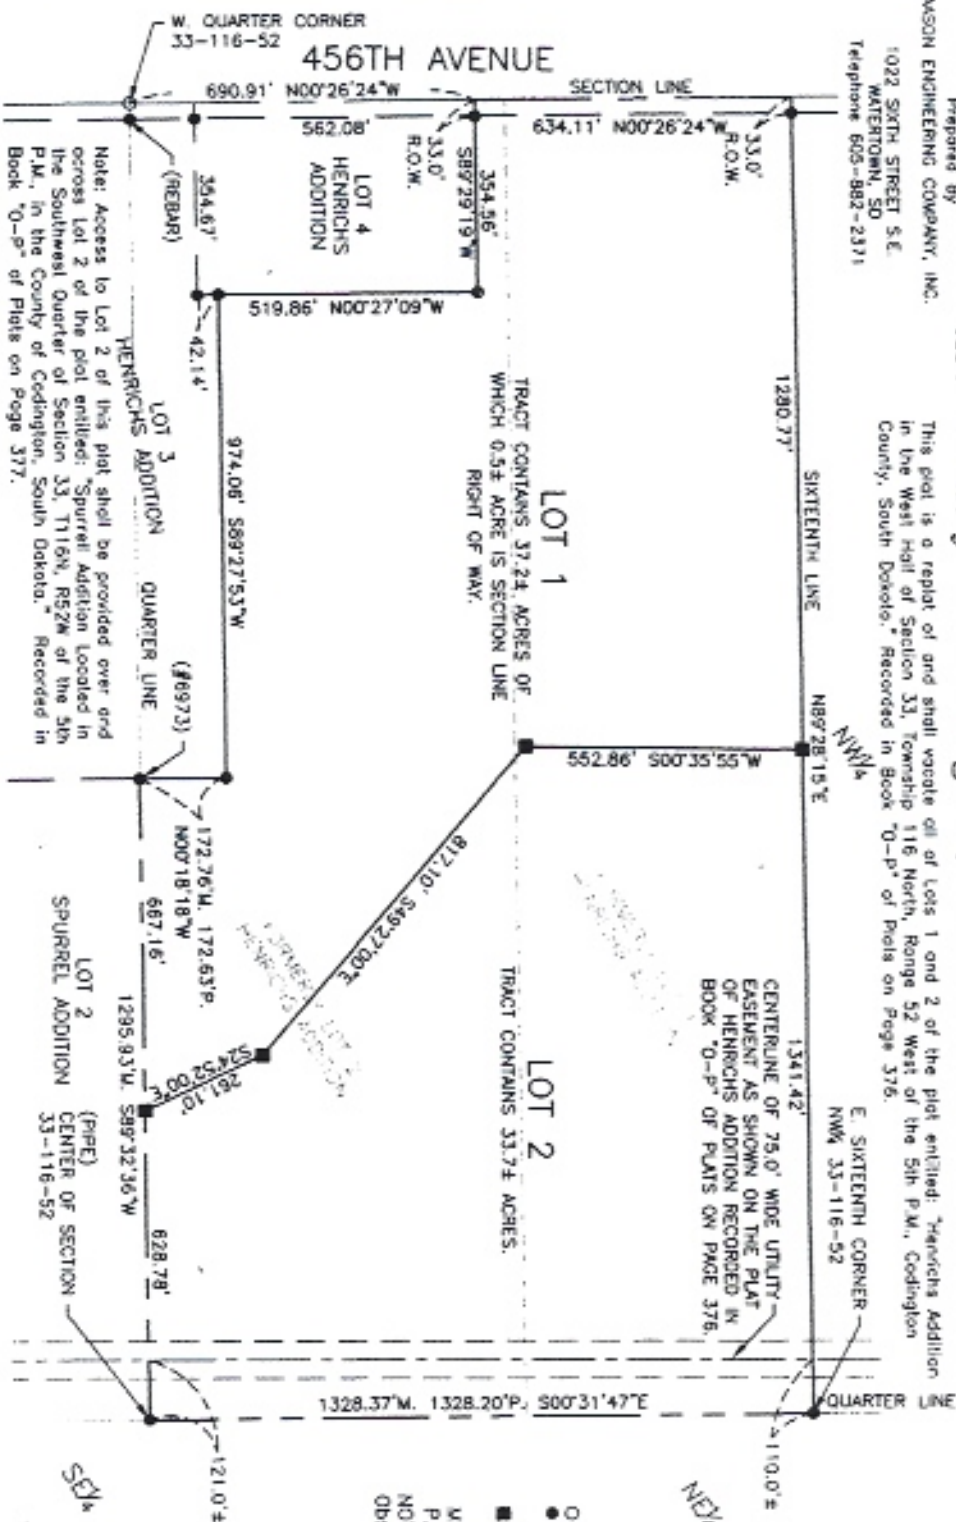 Prepared By
ENGINEERING COMPANY, INC.
1022 SIXTH STREET S.E.
WATERTOWN, SD
Telephone 605-882-2371
This plat is a replat of and shall vacate all of Lots 1 and 2 of the plat entitled: "Henrichs Addition
in the West Half of Section 33, Township 116 North, Range 52 West of the 5th P.M., Codington
County, South Dakota." Recorded in Book "O-P" of Plats on Page 376.
W. QUARTER CORNER
33-116-52
456TH AVENUE
690.91' N00°26'24"W
SECTION LINE
562.08'
634.11' N00°26'24"W
33.0'
R.O.W.
33.0'
R.O.W.
354.56'
S89°29'19"W
LOT 4
HENRICHS
ADDITION
354.67'
(REBAR)
519.86' N00°27'09"W
42.14'
1280.77'
SIXTEENTH LINE
N89°28'15"E
NW¼
E. SIXTEENTH CORNER
NW¼ 33-116-52
1341.42'
LOT 1
TRACT CONTAINS 37.2± ACRES OF
WHICH 0.5± ACRE IS SECTION LINE
RIGHT OF WAY.
974.06' S89°27'53"W
LOT 3
HENRICHS ADDITION
QUARTER LINE
(#6973)
552.86' S00°35'55"W
817.10' S49°27'00"E
172.76'M. 172.63'P.
N00°18'18"W
FORMER LOT
HENRICHS ADDITION
CENTERLINE OF 75.0' WIDE UTILITY
EASEMENT AS SHOWN ON THE PLAT
OF HENRICHS ADDITION RECORDED IN
BOOK "O-P" OF PLATS ON PAGE 376.
LOT 2
TRACT CONTAINS 33.7± ACRES.
S24°52'00"E
261.10'
667.16'
1295.93'M. S89°32'36"W
628.78'
LOT 2
SPURREL ADDITION
(PIPE)
CENTER OF SECTION
33-116-52
1328.37'M. 1328.20'P. S00°31'47"E
QUARTER LINE
110.0'±
121.0'±
NE¼
SE¼
Note: Access to Lot 2 of this plat shall be provided over and
across Lot 2 of the plat entitled: "Spurrell Addition Located in
the Southwest Quarter of Section 33, T116N, R52W of the 5th
P.M., in the County of Codington, South Dakota." Recorded in
Book "O-P" of Plats on Page 377.